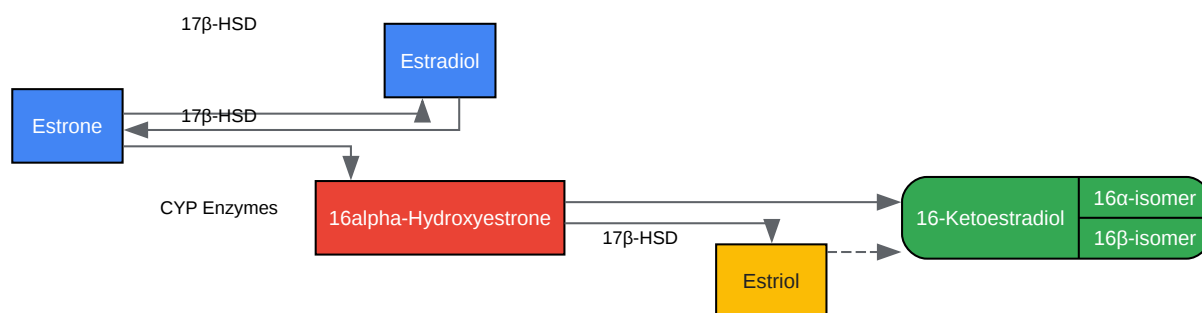 17β-HSD
Estradiol
Estrone
17β-HSD
CYP Enzymes
16alpha-Hydroxyestrone
17β-HSD
Estriol
16-Ketoestradiol
16α-isomer
16β-isomer